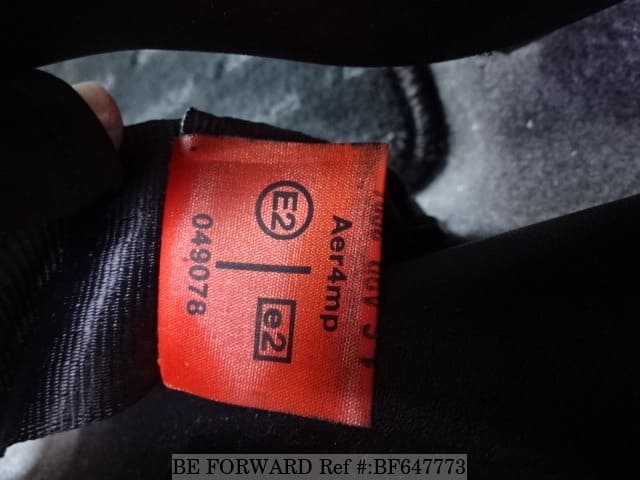 Aer4mp
E2 e2
049078
BE FORWARD Ref #:BF647773